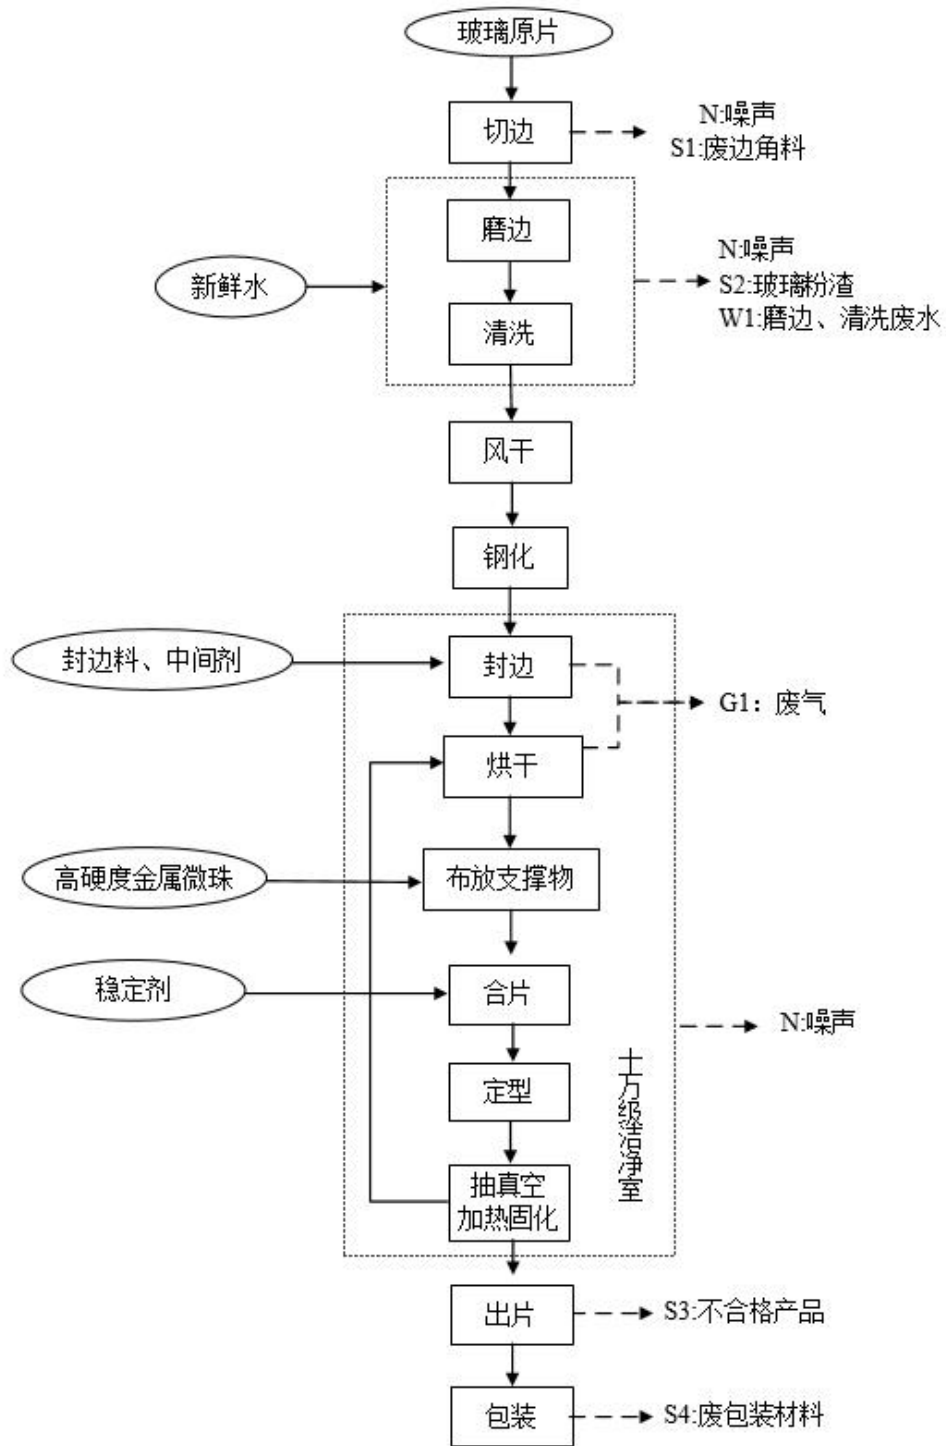 玻璃原片
切边
N:噪声
S1:废边角料
磨边
新鲜水
清洗
N:噪声
S2:玻璃粉渣
W1:磨边、清洗废水
风干
钢化
封边料、中间剂
封边
G1：废气
烘干
高硬度金属微珠
布放支撑物
稳定剂
合片
N:噪声
定型
十万级洁净室
抽真空
加热固化
出片
S3:不合格产品
包装
S4:废包装材料